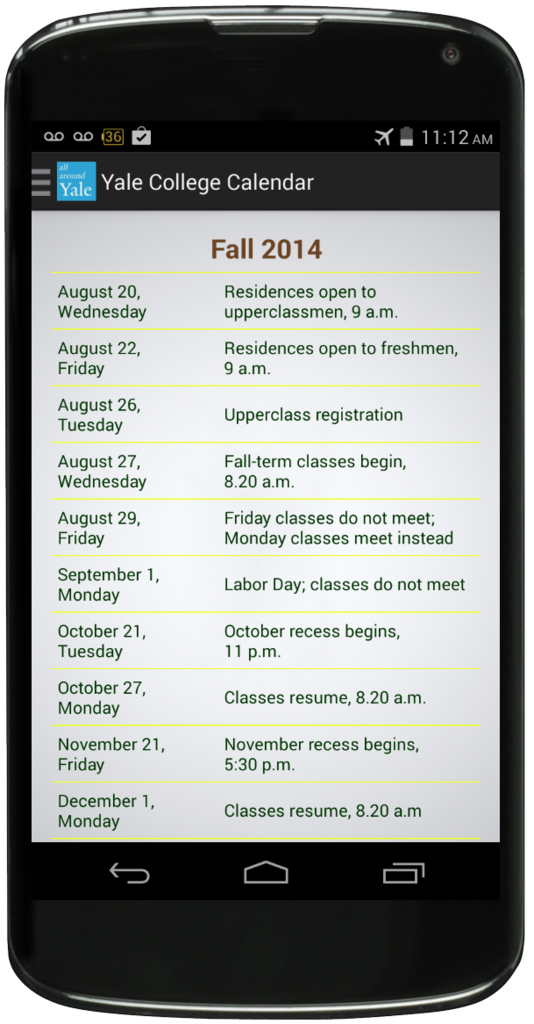 36
11:12 AM
all
around
Yale
Yale College Calendar
Fall 2014
August 20,
Wednesday
Residences open to
upperclassmen, 9 a.m.
August 22,
Friday
Residences open to freshmen,
9 a.m.
August 26,
Tuesday
Upperclass registration
August 27,
Wednesday
Fall-term classes begin,
8.20 a.m.
August 29,
Friday
Friday classes do not meet;
Monday classes meet instead
September 1,
Monday
Labor Day; classes do not meet
October 21,
Tuesday
October recess begins,
11 p.m.
October 27,
Monday
Classes resume, 8.20 a.m.
November 21,
Friday
November recess begins,
5:30 p.m.
December 1,
Monday
Classes resume, 8.20 a.m